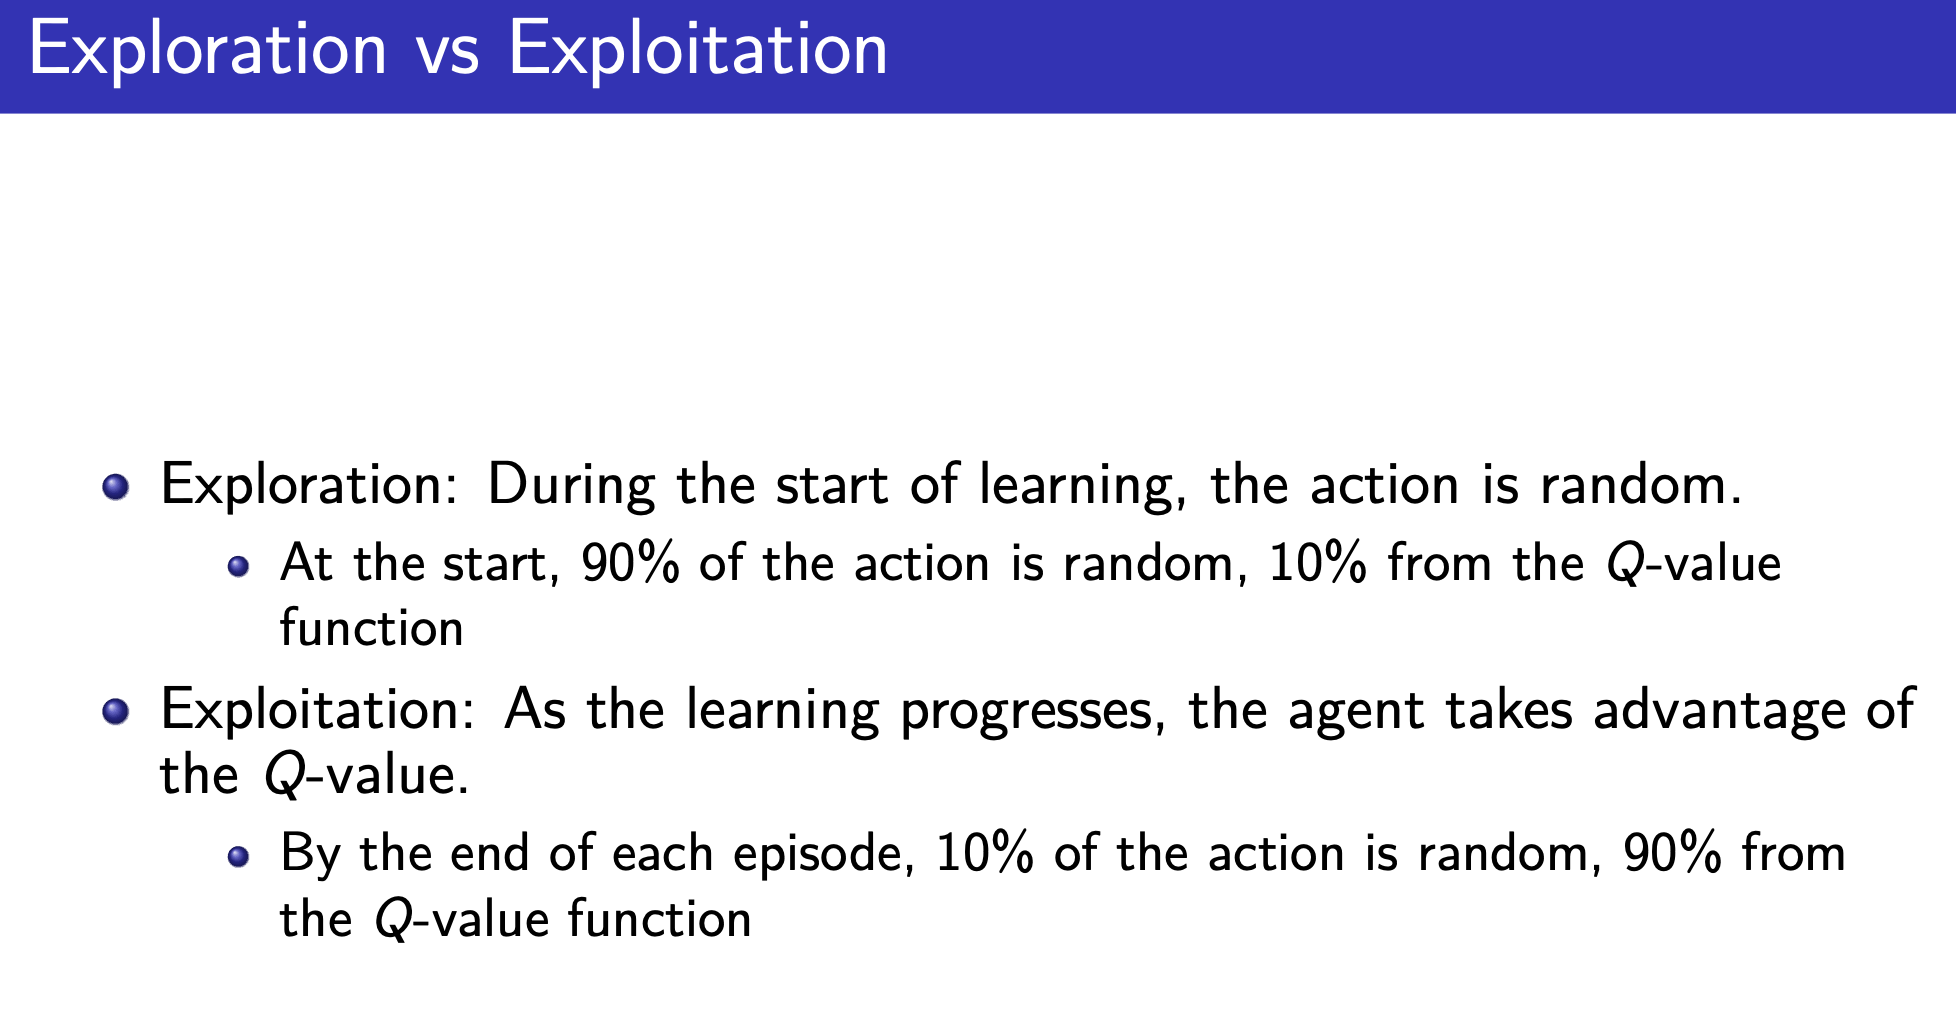 Exploration vs Exploitation
Exploration: During the start of learning, the action is random.
At the start, 90% of the action is random, 10% from the Q-value
function
Exploitation: As the learning progresses, the agent takes advantage of
the Q-value.
By the end of each episode, 10% of the action is random, 90% from
the Q-value function